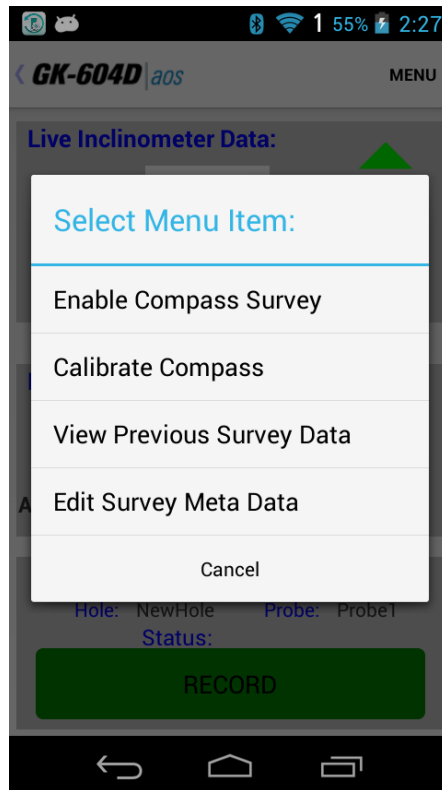 1 55% 2:27
GK-604D aos MENU
Live Inclinometer Data:
Select Menu Item:
Enable Compass Survey
Calibrate Compass
View Previous Survey Data
Edit Survey Meta Data
Cancel
Hole: NewHole Probe: Probe1
Status:
RECORD